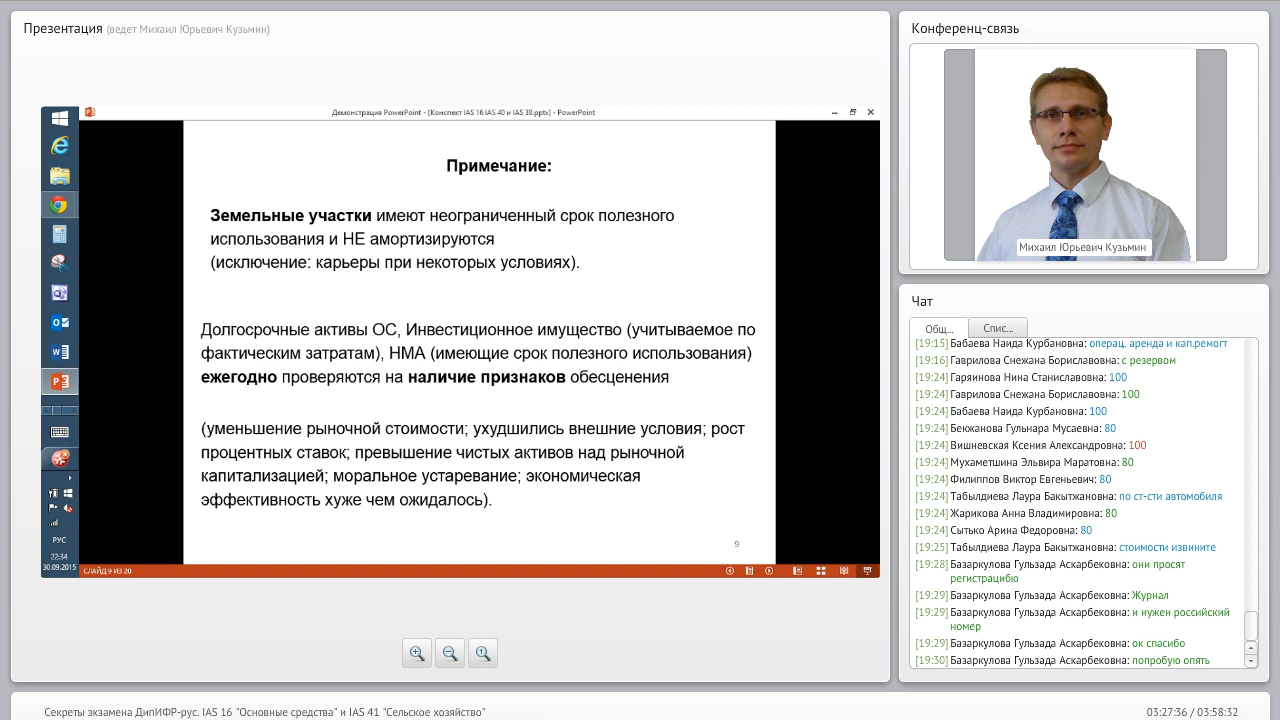 Презентация (ведет Михаил Юрьевич Кузьмин)
Демонстрация PowerPoint - [Конспект IAS 16 IAS 40 и IAS 38.pptx] - PowerPoint
Примечание:
Земельные участки имеют неограниченный срок полезного
использования и НЕ амортизируются
(исключение: карьеры при некоторых условиях).
Долгосрочные активы ОС, Инвестиционное имущество (учитываемое по
фактическим затратам), НМА (имеющие срок полезного использования)
ежегодно проверяются на наличие признаков обесценения
(уменьшение рыночной стоимости; ухудшились внешние условия; рост
процентных ставок; превышение чистых активов над рыночной
капитализацией; моральное устаревание; экономическая
эффективность хуже чем ожидалось).
9
РУС
22:34
30.09.2015
СЛАЙД 9 ИЗ 20
Конференц-связь
Михаил Юрьевич Кузьмин
Чат
Общ...
Спис...
[19:15] Бабаева Наида Курбановна: операц. аренда и кап.ремогт
[19:16] Гаврилова Снежана Бориславовна: с резервом
[19:24] Гаряинова Нина Станиславовна: 100
[19:24] Гаврилова Снежана Бориславовна: 100
[19:24] Бабаева Наида Курбановна: 100
[19:24] Бекжанова Гульнара Мусаевна: 80
[19:24] Вишневская Ксения Александровна: 100
[19:24] Мухаметшина Эльвира Маратовна: 80
[19:24] Филиппов Виктор Евгеньевич: 80
[19:24] Табылдиева Лаура Бакытжановна: по ст-сти автомобиля
[19:24] Жарикова Анна Владимировна: 80
[19:24] Сытько Арина Федоровна: 80
[19:25] Табылдиева Лаура Бакытжановна: стоимости извините
[19:28] Базаркулова Гульзада Аскарбековна: они просят
регистрацибю
[19:29] Базаркулова Гульзада Аскарбековна: Журнал
[19:29] Базаркулова Гульзада Аскарбековна: и нужен российский
номер
[19:29] Базаркулова Гульзада Аскарбековна: ок спасибо
[19:30] Базаркулова Гульзада Аскарбековна: попробую опять
Секреты экзамена ДипИФР-рус. IAS 16 "Основные средства" и IAS 41 "Сельское хозяйство"
03:27:36 / 03:58:32